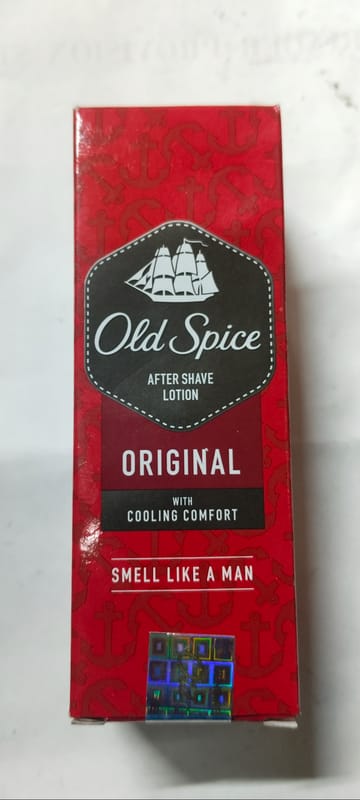 Old Spice
AFTER SHAVE
LOTION
ORIGINAL
WITH
COOLING COMFORT
SMELL LIKE A MAN